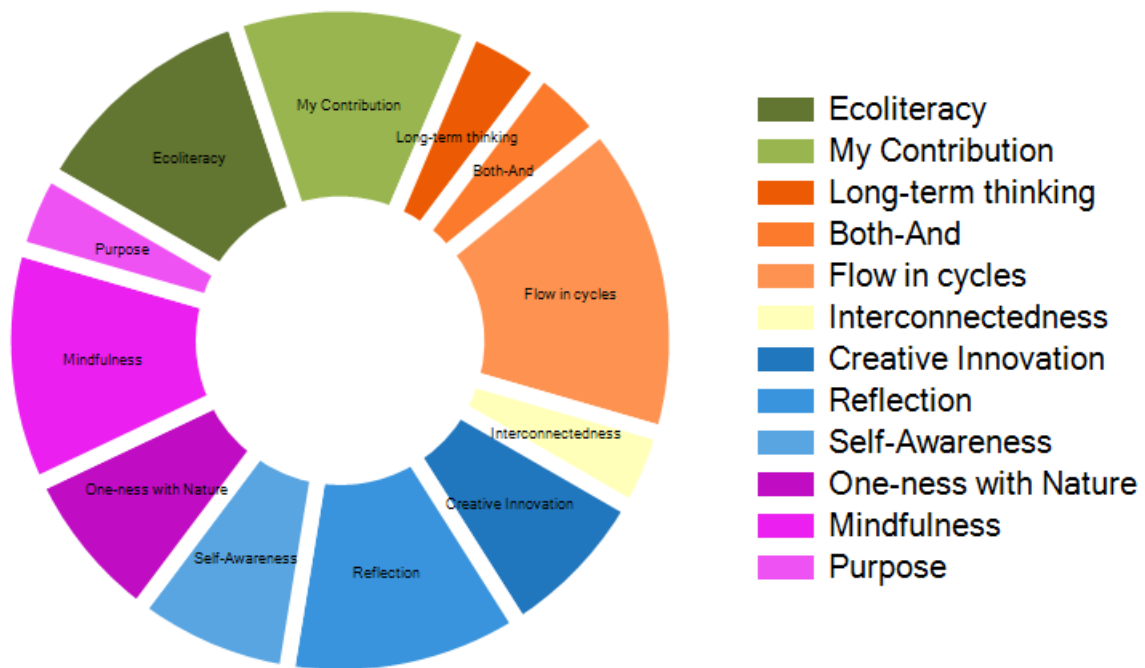 My Contribution
Long-term thinking
Ecoliteracy
Both-And
Purpose
Flow in cycles
Mindfulness
Interconnectedness
One-ness with Nature
Creative Innovation
Self-Awareness
Reflection
Ecoliteracy
My Contribution
Long-term thinking
Both-And
Flow in cycles
Interconnectedness
Creative Innovation
Reflection
Self-Awareness
One-ness with Nature
Mindfulness
Purpose